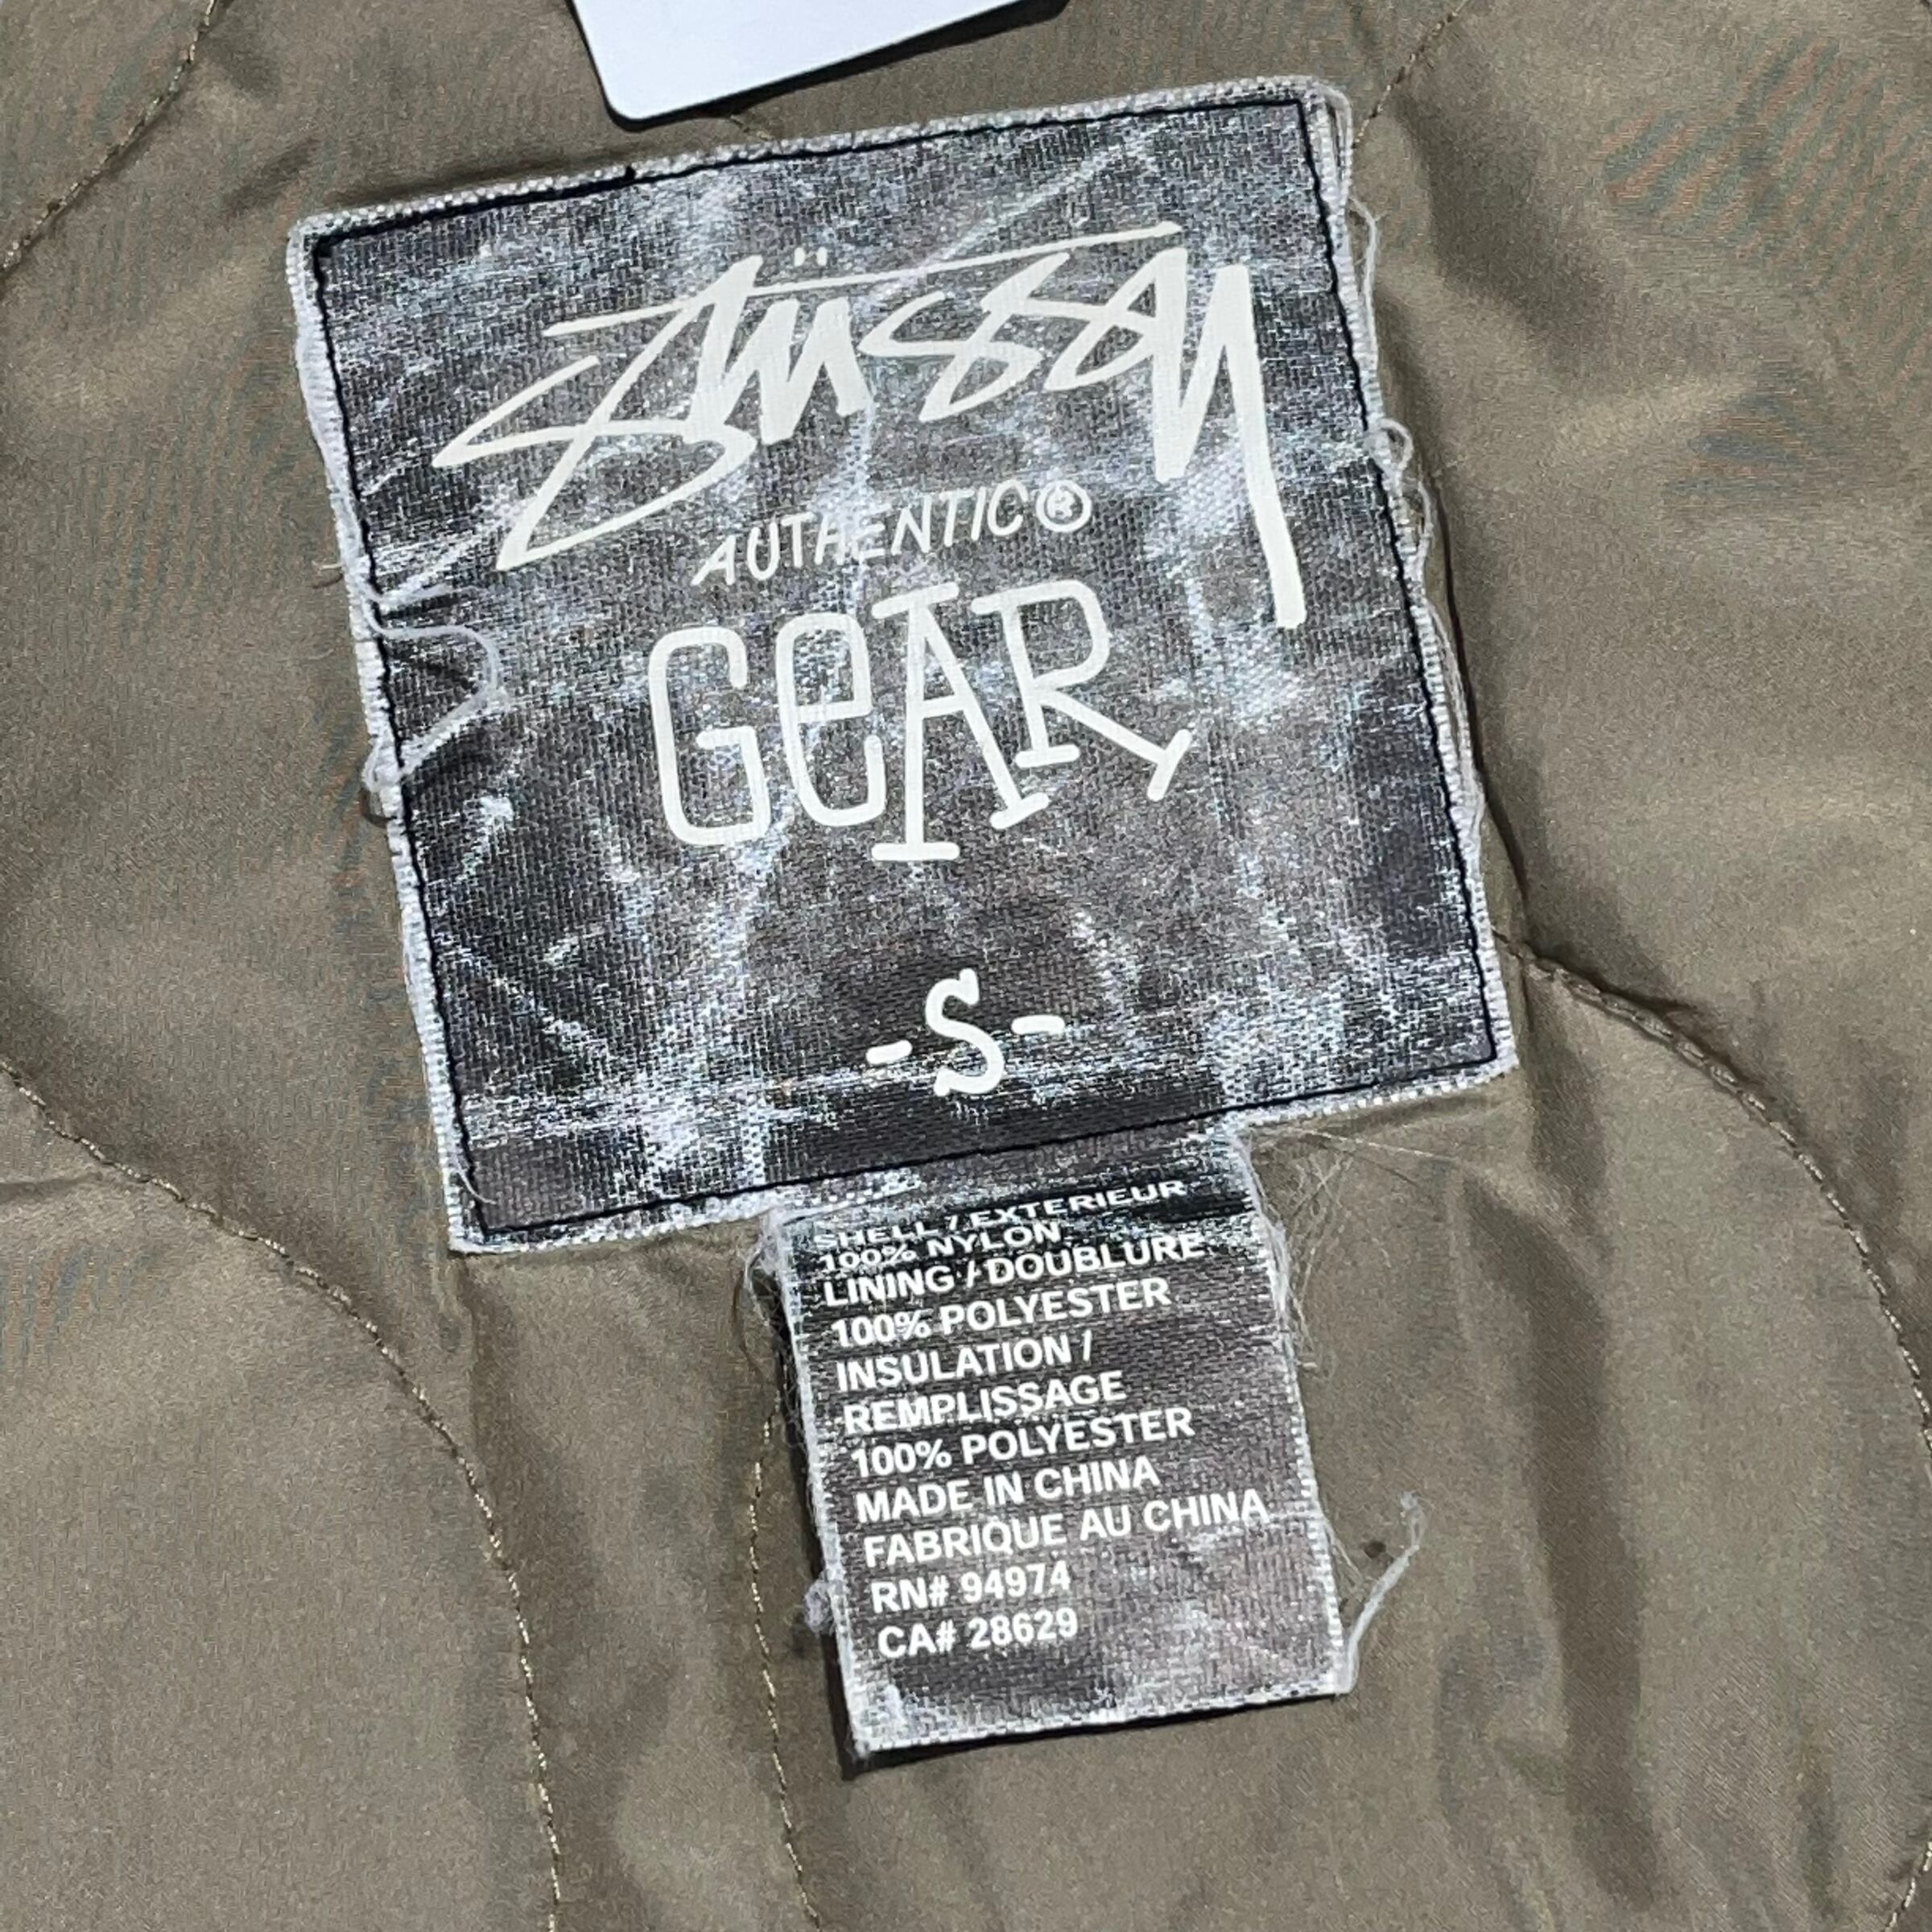 Stüssy
AUTHENTIC®
GeAR
-S-
SHELL / EXTERIEUR
100% NYLON
LINING / DOUBLURE
100% POLYESTER
INSULATION /
REMPLISSAGE
100% POLYESTER
MADE IN CHINA
FABRIQUE AU CHINA
RN# 94974
CA# 28629